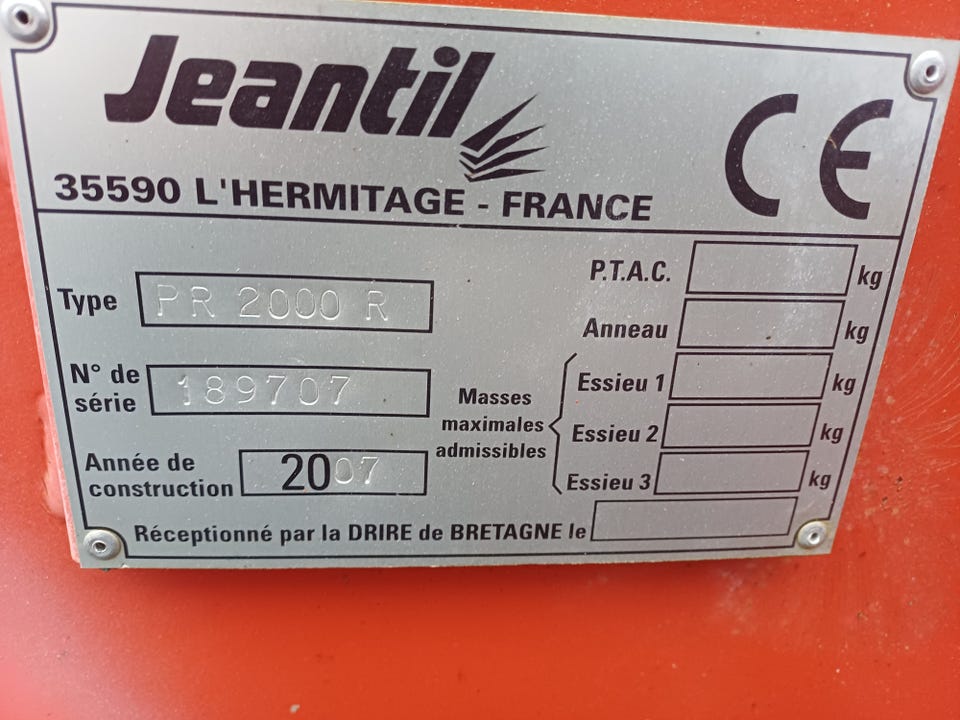 Jeantil
CE
35590 L'HERMITAGE - FRANCE
Type PR 2000 R
N° de
série 189707
Année de
construction 2007
P.T.A.C. kg
Anneau kg
Masses
maximales
admissibles
Essieu 1 kg
Essieu 2 kg
Essieu 3 kg
Réceptionné par la DRIRE de BRETAGNE le